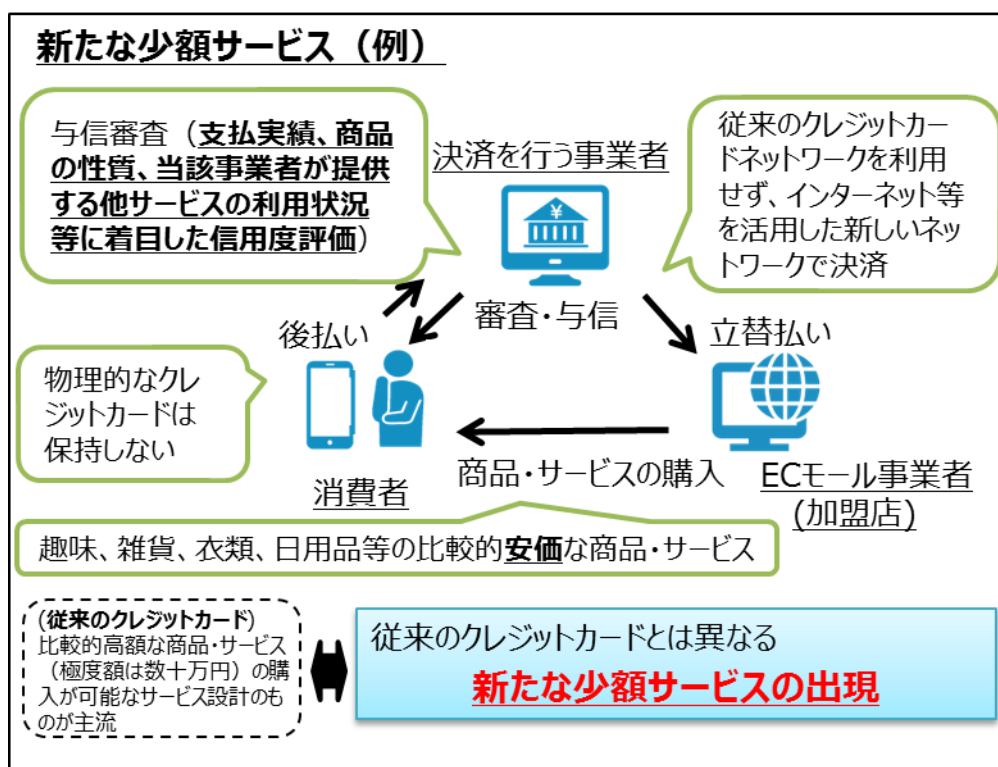 新たな少額サービス（例）
与信審査（支払実績、商品
の性質、当該事業者が提供
する他サービスの利用状況
等に着目した信用度評価）
決済を行う事業者
¥
従来のクレジットカー
ドネットワークを利用
せず、インターネット等
を活用した新しいネッ
トワークで決済
審査・与信
後払い
立替払い
物理的なクレ
ジットカードは
保持しない
消費者
商品・サービスの購入
ECモール事業者
(加盟店)
趣味、雑貨、衣類、日用品等の比較的安価な商品・サービス
(従来のクレジットカード)
比較的高額な商品・サービス
（極度額は数十万円）の購
入が可能なサービス設計のも
のが主流
従来のクレジットカードとは異なる
新たな少額サービスの出現